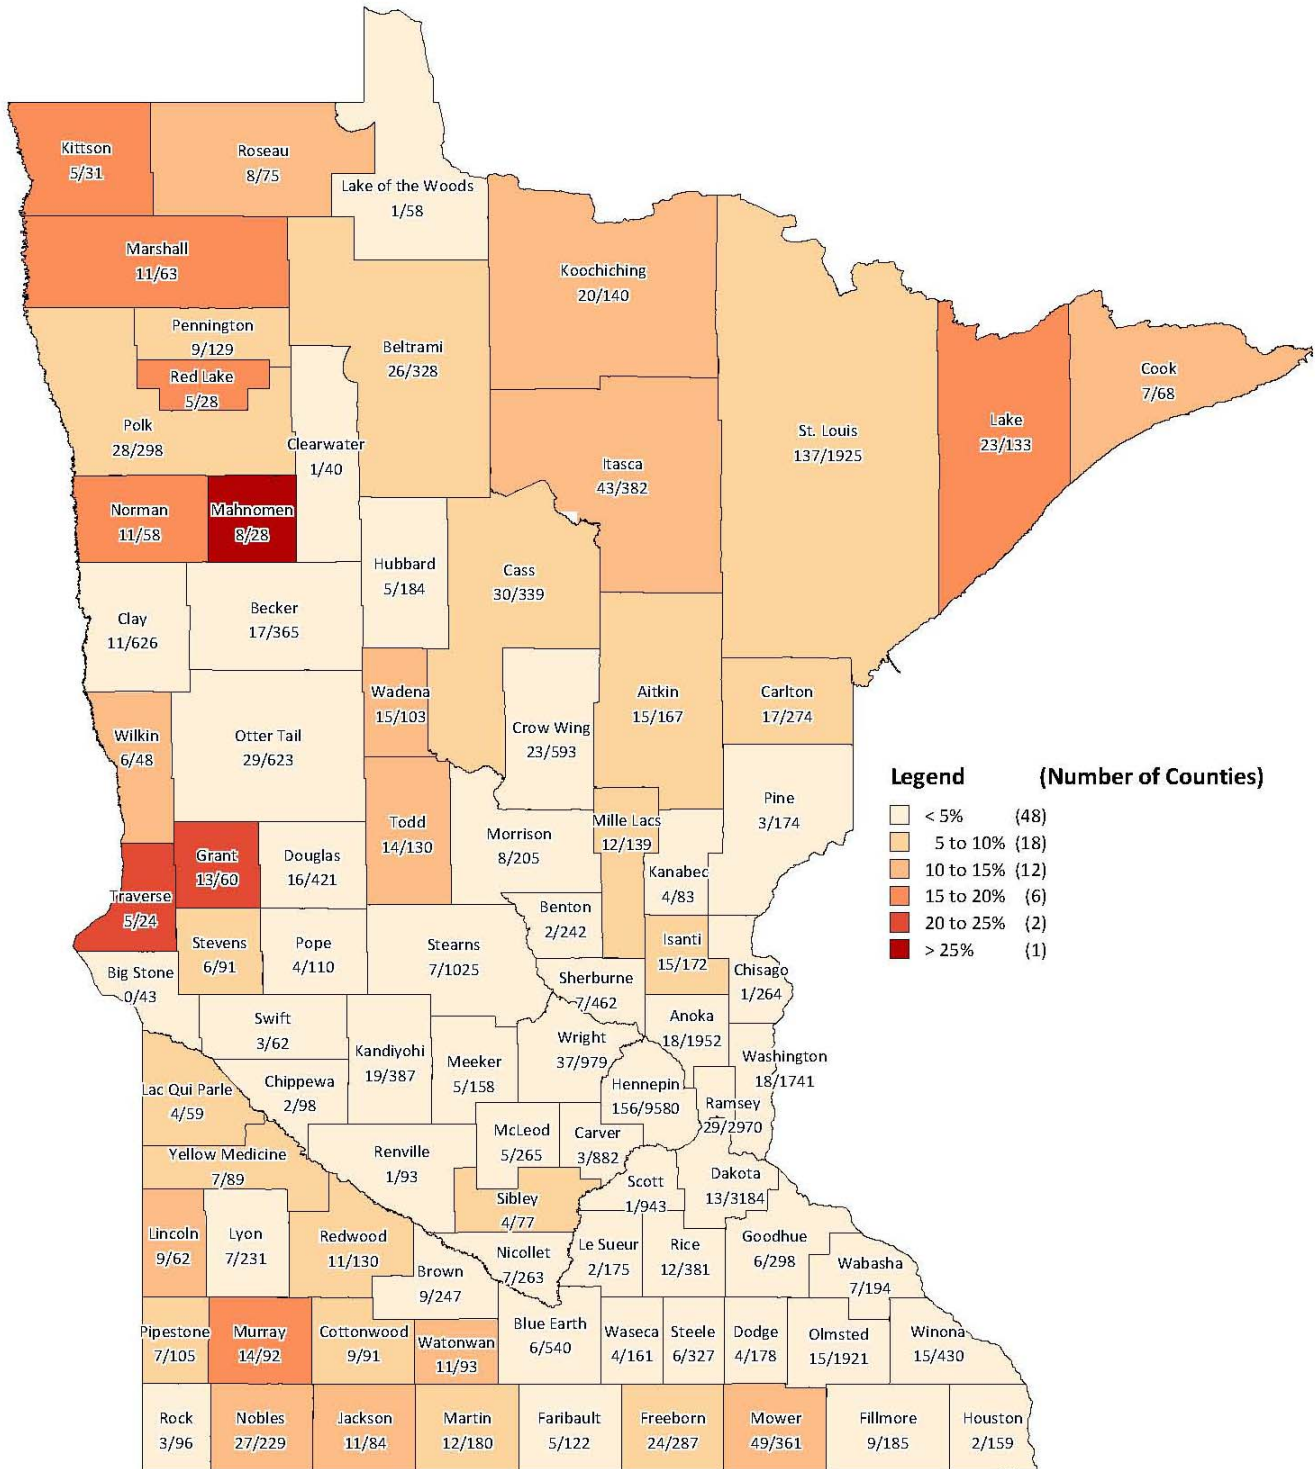 Kittson
5/31
Roseau
8/75
Lake of the Woods
1/58
Marshall
11/63
Koochiching
20/140
Pennington
9/129
Beltrami
26/328
Red Lake
5/28
Cook
7/68
Polk
28/298
Clearwater
1/40
St. Louis
137/1925
Lake
23/133
Itasca
43/382
Norman
11/58
Mahnomen
8/28
Hubbard
5/184
Cass
30/339
Clay
11/626
Becker
17/365
Wadena
15/103
Aitkin
15/167
Carlton
17/274
Wilkin
6/48
Otter Tail
29/623
Crow Wing
23/593
Legend (Number of Counties)
< 5% (48)
5 to 10% (18)
10 to 15% (12)
15 to 20% (6)
20 to 25% (2)
> 25% (1)
Pine
3/174
Todd
14/130
Morrison
8/205
Mille Lacs
12/139
Grant
13/60
Douglas
16/421
Kanabec
4/83
Traverse
5/24
Benton
2/242
Stevens
6/91
Pope
4/110
Stearns
7/1025
Isanti
15/172
Big Stone
0/43
Sherburne
7/462
Chisago
1/264
Swift
3/62
Anoka
18/1952
Kandiyohi
19/387
Meeker
5/158
Wright
37/979
Washington
18/1741
Lac Qui Parle
4/59
Chippewa
2/98
Hennepin
156/9580
Ramsey
29/2970
Yellow Medicine
7/89
Renville
1/93
McLeod
5/265
Carver
3/882
Scott
1/943
Dakota
13/3184
Sibley
4/77
Lincoln
9/62
Lyon
7/231
Redwood
11/130
Nicollet
7/263
Le Sueur
2/175
Rice
12/381
Goodhue
6/298
Wabasha
7/194
Brown
9/247
Pipestone
7/105
Murray
14/92
Cottonwood
9/91
Watonwan
11/93
Blue Earth
6/540
Waseca
4/161
Steele
6/327
Dodge
4/178
Olmsted
15/1921
Winona
15/430
Rock
3/96
Nobles
27/229
Jackson
11/84
Martin
12/180
Faribault
5/122
Freeborn
24/287
Mower
49/361
Fillmore
9/185
Houston
2/159